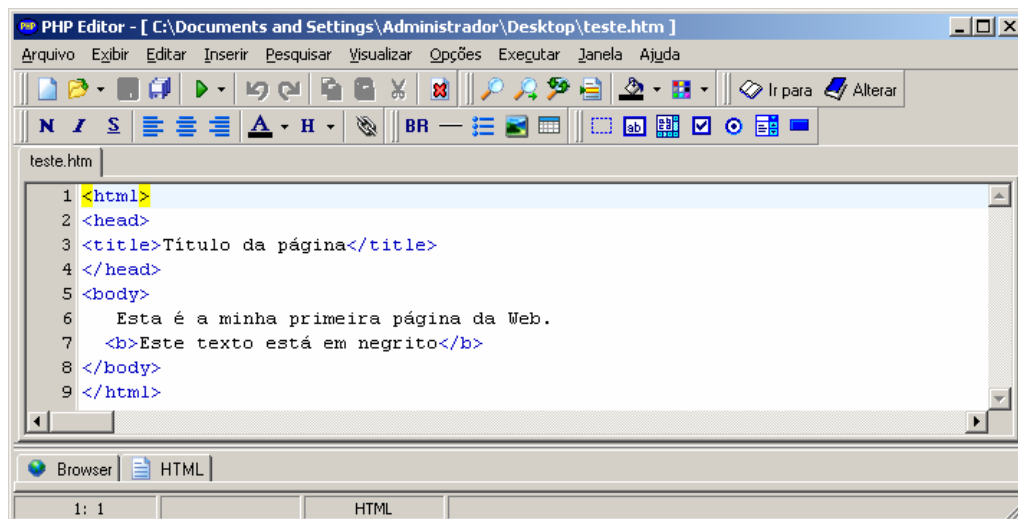 PHP Editor - [ C:\Documents and Settings\Administrador\Desktop\teste.htm ]
Arquivo Exibir Editar Inserir Pesquisar Visualizar Opções Executar Janela Ajuda
Ir para Alterar
N I S A H BR ab
teste.htm
1 <html>
2 <head>
3 <title>Título da página</title>
4 </head>
5 <body>
6 Esta é a minha primeira página da Web.
7 <b>Este texto está em negrito</b>
8 </body>
9 </html>
Browser HTML
1: 1 HTML